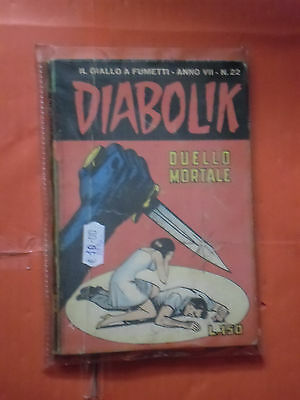 IL GIALLO A FUMETTI - ANNO VII - N. 22
DIABOLIK
DUELLO
MORTALE
L.150